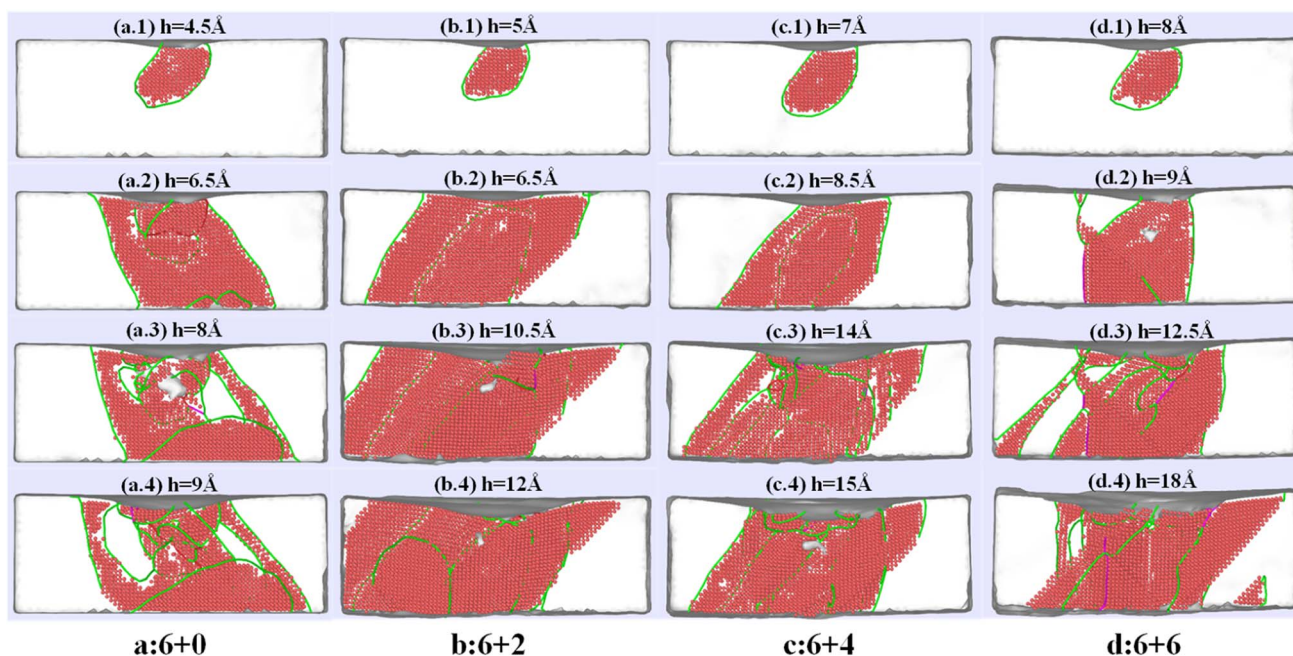 (a.1) h=4.5Å
(b.1) h=5Å
(c.1) h=7Å
(d.1) h=8Å
(a.2) h=6.5Å
(b.2) h=6.5Å
(c.2) h=8.5Å
(d.2) h=9Å
(a.3) h=8Å
(b.3) h=10.5Å
(c.3) h=14Å
(d.3) h=12.5Å
(a.4) h=9Å
(b.4) h=12Å
(c.4) h=15Å
(d.4) h=18Å
a:6+0
b:6+2
c:6+4
d:6+6